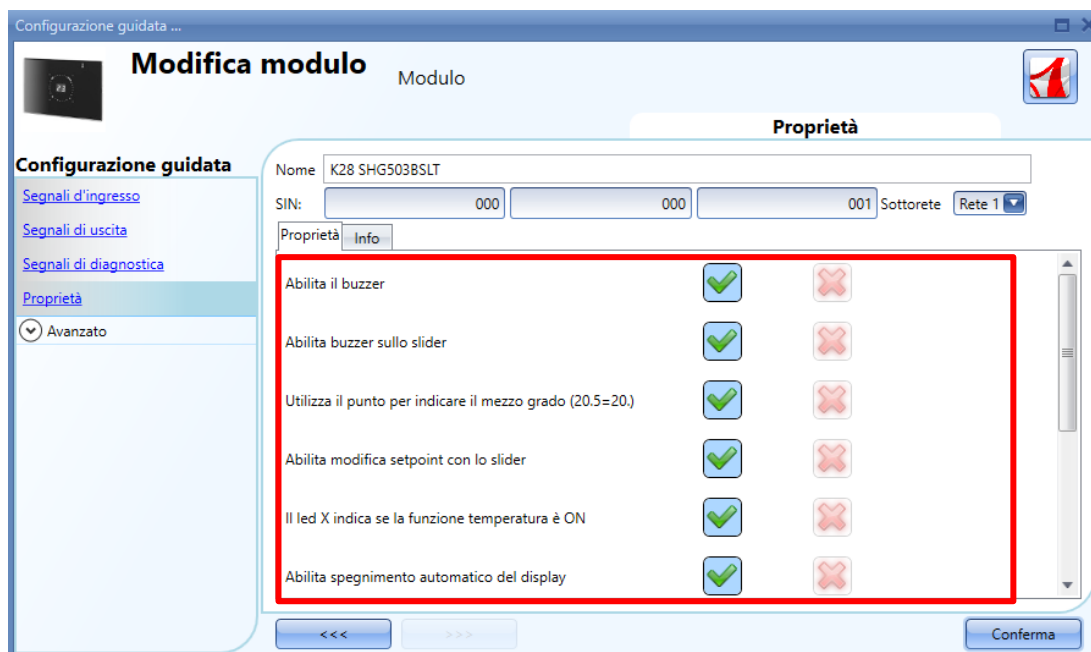 Configurazione guidata ...
Modifica modulo
Modulo
Proprietà
Configurazione guidata
Segnali d'ingresso
Segnali di uscita
Segnali di diagnostica
Proprietà
Avanzato
Nome K28 SHG503BSLT
SIN: 000 000 001 Sottorete Rete 1
Proprietà Info
Abilita il buzzer
Abilita buzzer sullo slider
Utilizza il punto per indicare il mezzo grado (20.5=20.)
Abilita modifica setpoint con lo slider
Il led X indica se la funzione temperatura è ON
Abilita spegnimento automatico del display
<<< >>> Conferma